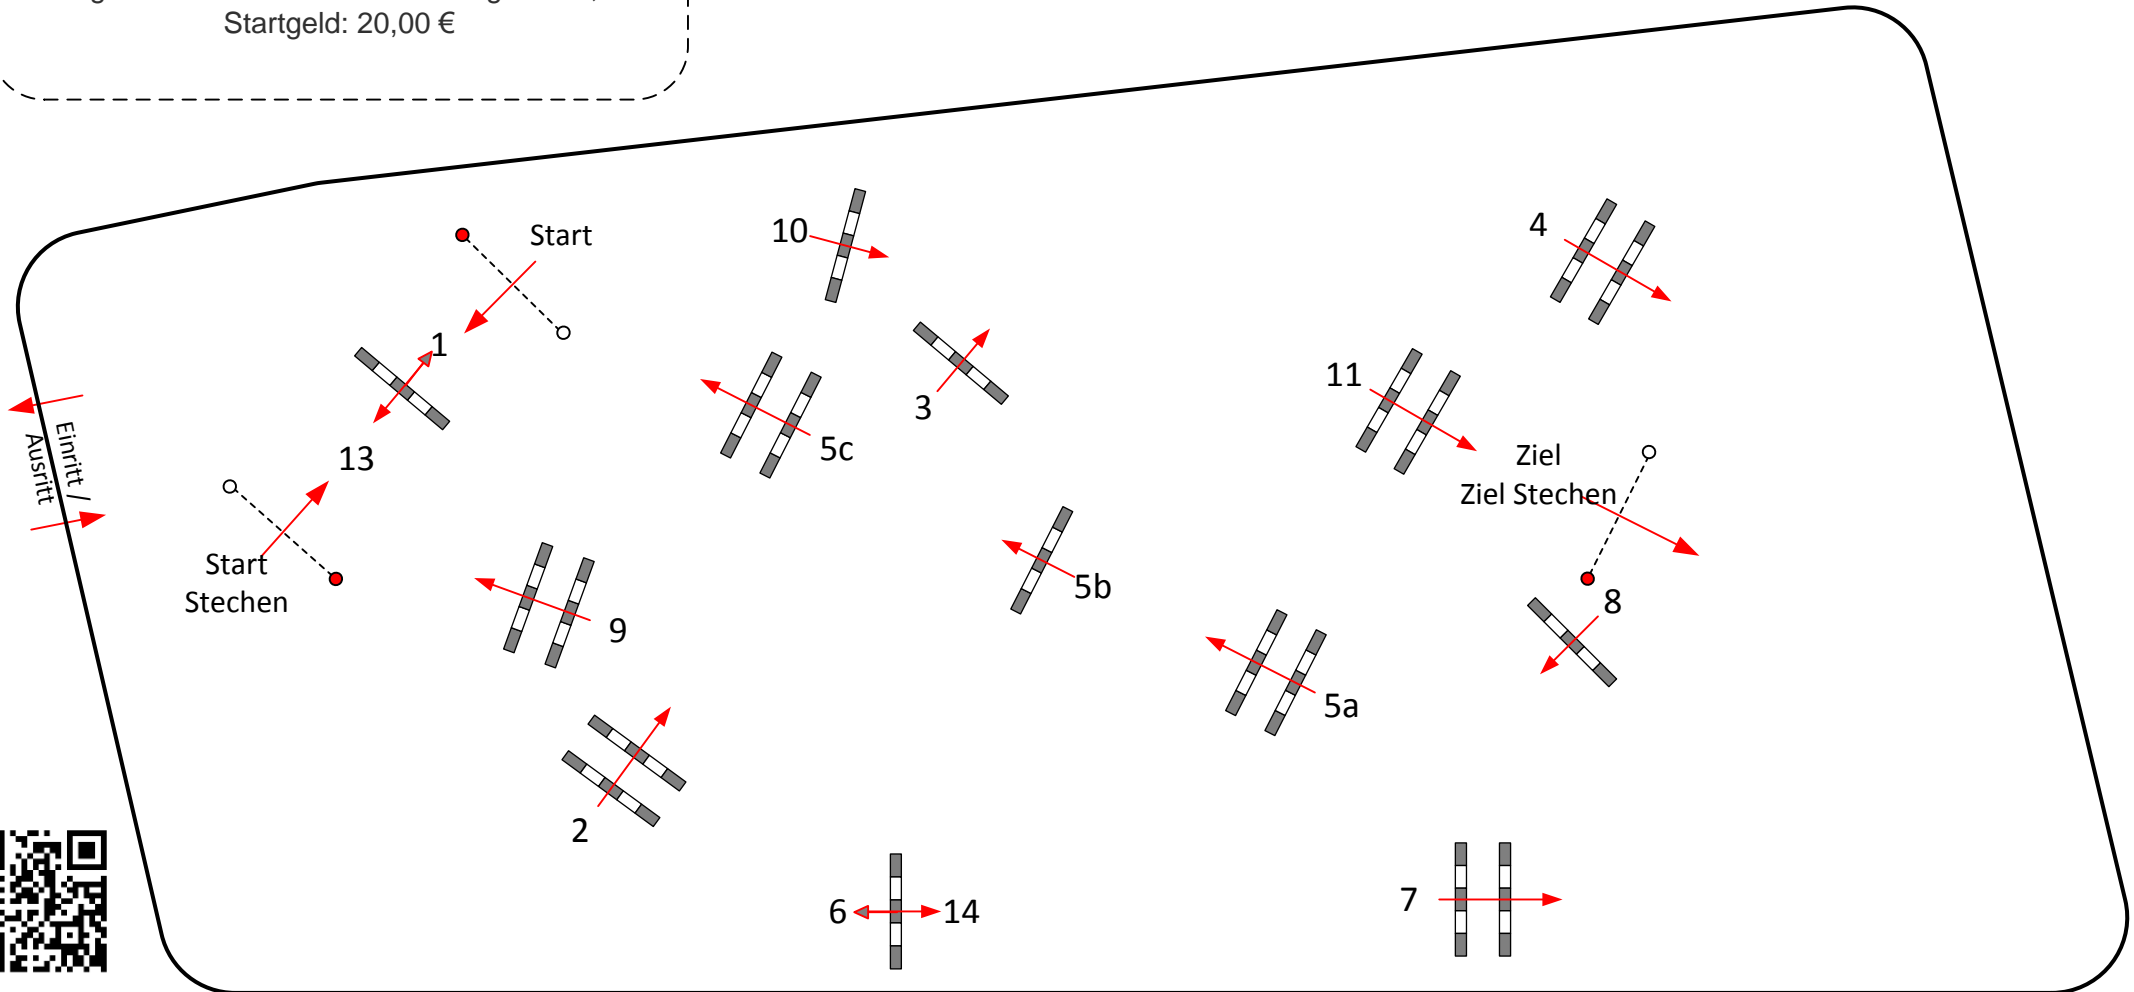 Startgeld: 20,00 €
Start
10
4
1
11
3
5c
13
Einritt /
Ausritt
Ziel
Ziel Stechen
Start
Stechen
5b
8
9
5a
2
7
6
14